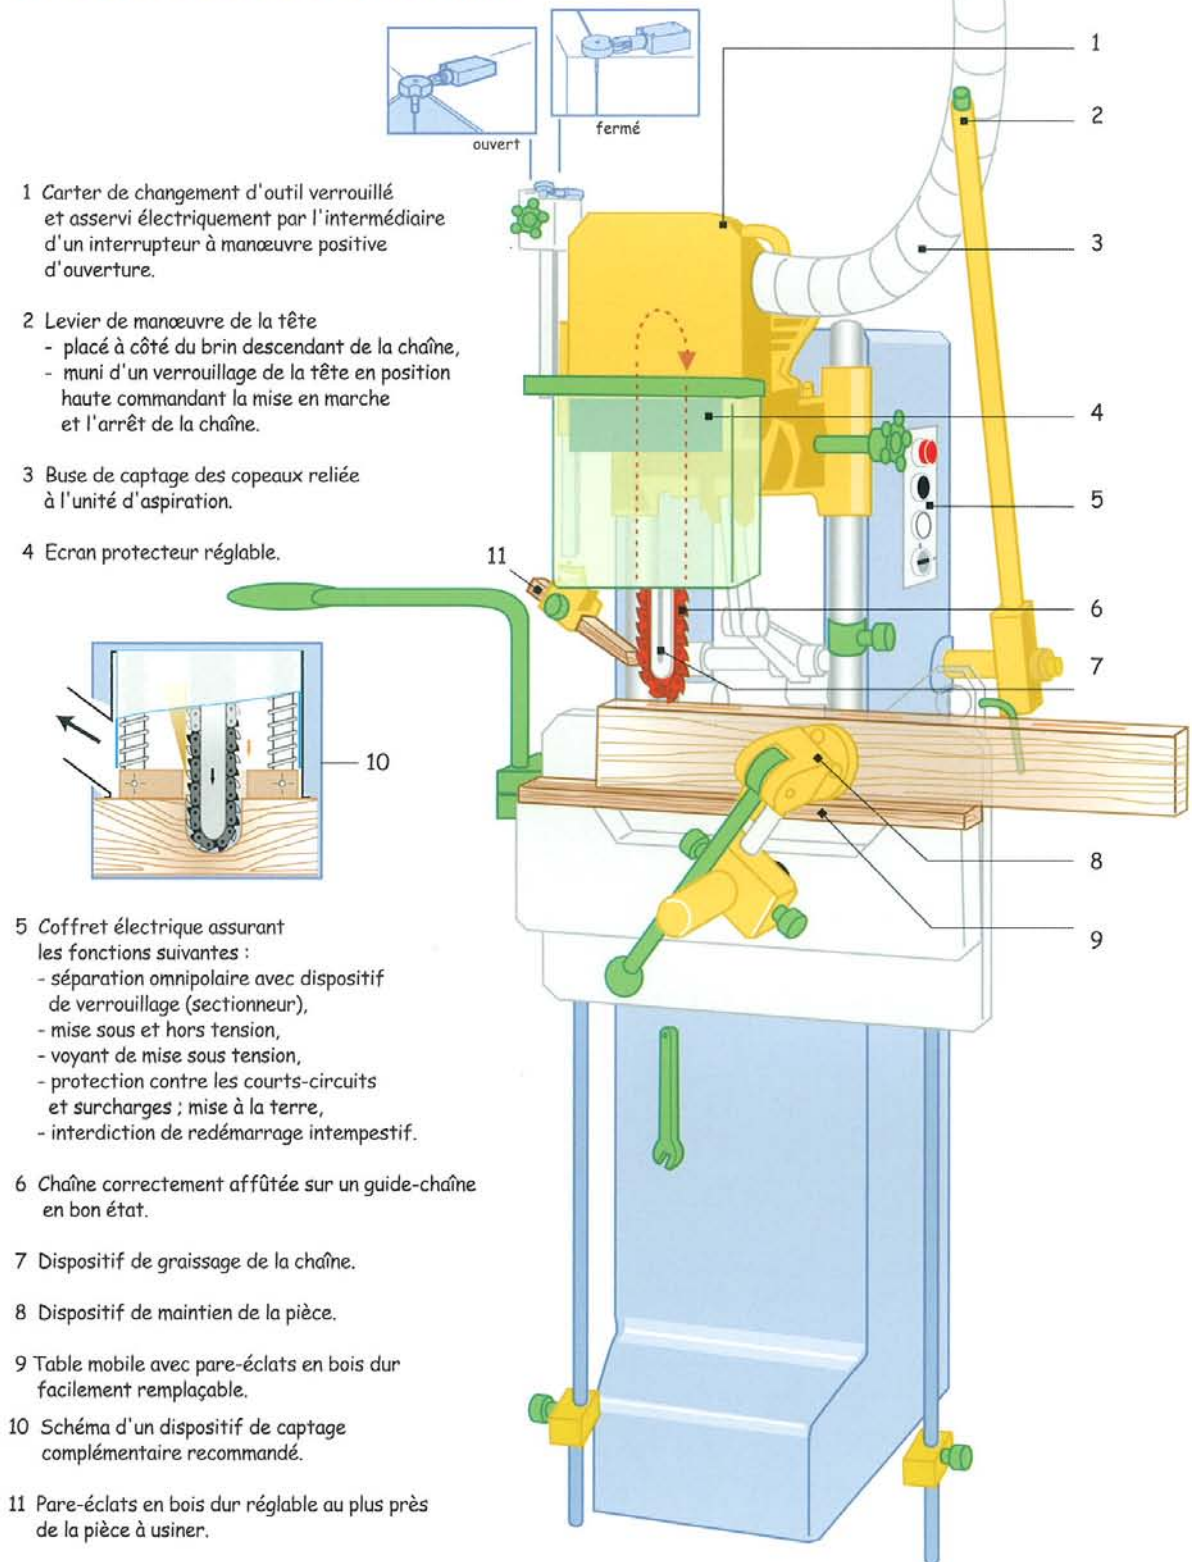 ouvert
fermé
1
2
3
4
5
6
7
8
9
10
11
1 Carter de changement d'outil verrouillé
et asservi électriquement par l'intermédiaire
d'un interrupteur à manœuvre positive
d'ouverture.
2 Levier de manœuvre de la tête
- placé à côté du brin descendant de la chaîne,
- muni d'un verrouillage de la tête en position
haute commandant la mise en marche
et l'arrêt de la chaîne.
3 Buse de captage des copeaux reliée
à l'unité d'aspiration.
4 Ecran protecteur réglable.
5 Coffret électrique assurant
les fonctions suivantes :
- séparation omnipolaire avec dispositif
de verrouillage (sectionneur),
- mise sous et hors tension,
- voyant de mise sous tension,
- protection contre les courts-circuits
et surcharges ; mise à la terre,
- interdiction de redémarrage intempestif.
6 Chaîne correctement affûtée sur un guide-chaîne
en bon état.
7 Dispositif de graissage de la chaîne.
8 Dispositif de maintien de la pièce.
9 Table mobile avec pare-éclats en bois dur
facilement remplaçable.
10 Schéma d'un dispositif de captage
complémentaire recommandé.
11 Pare-éclats en bois dur réglable au plus près
de la pièce à usiner.